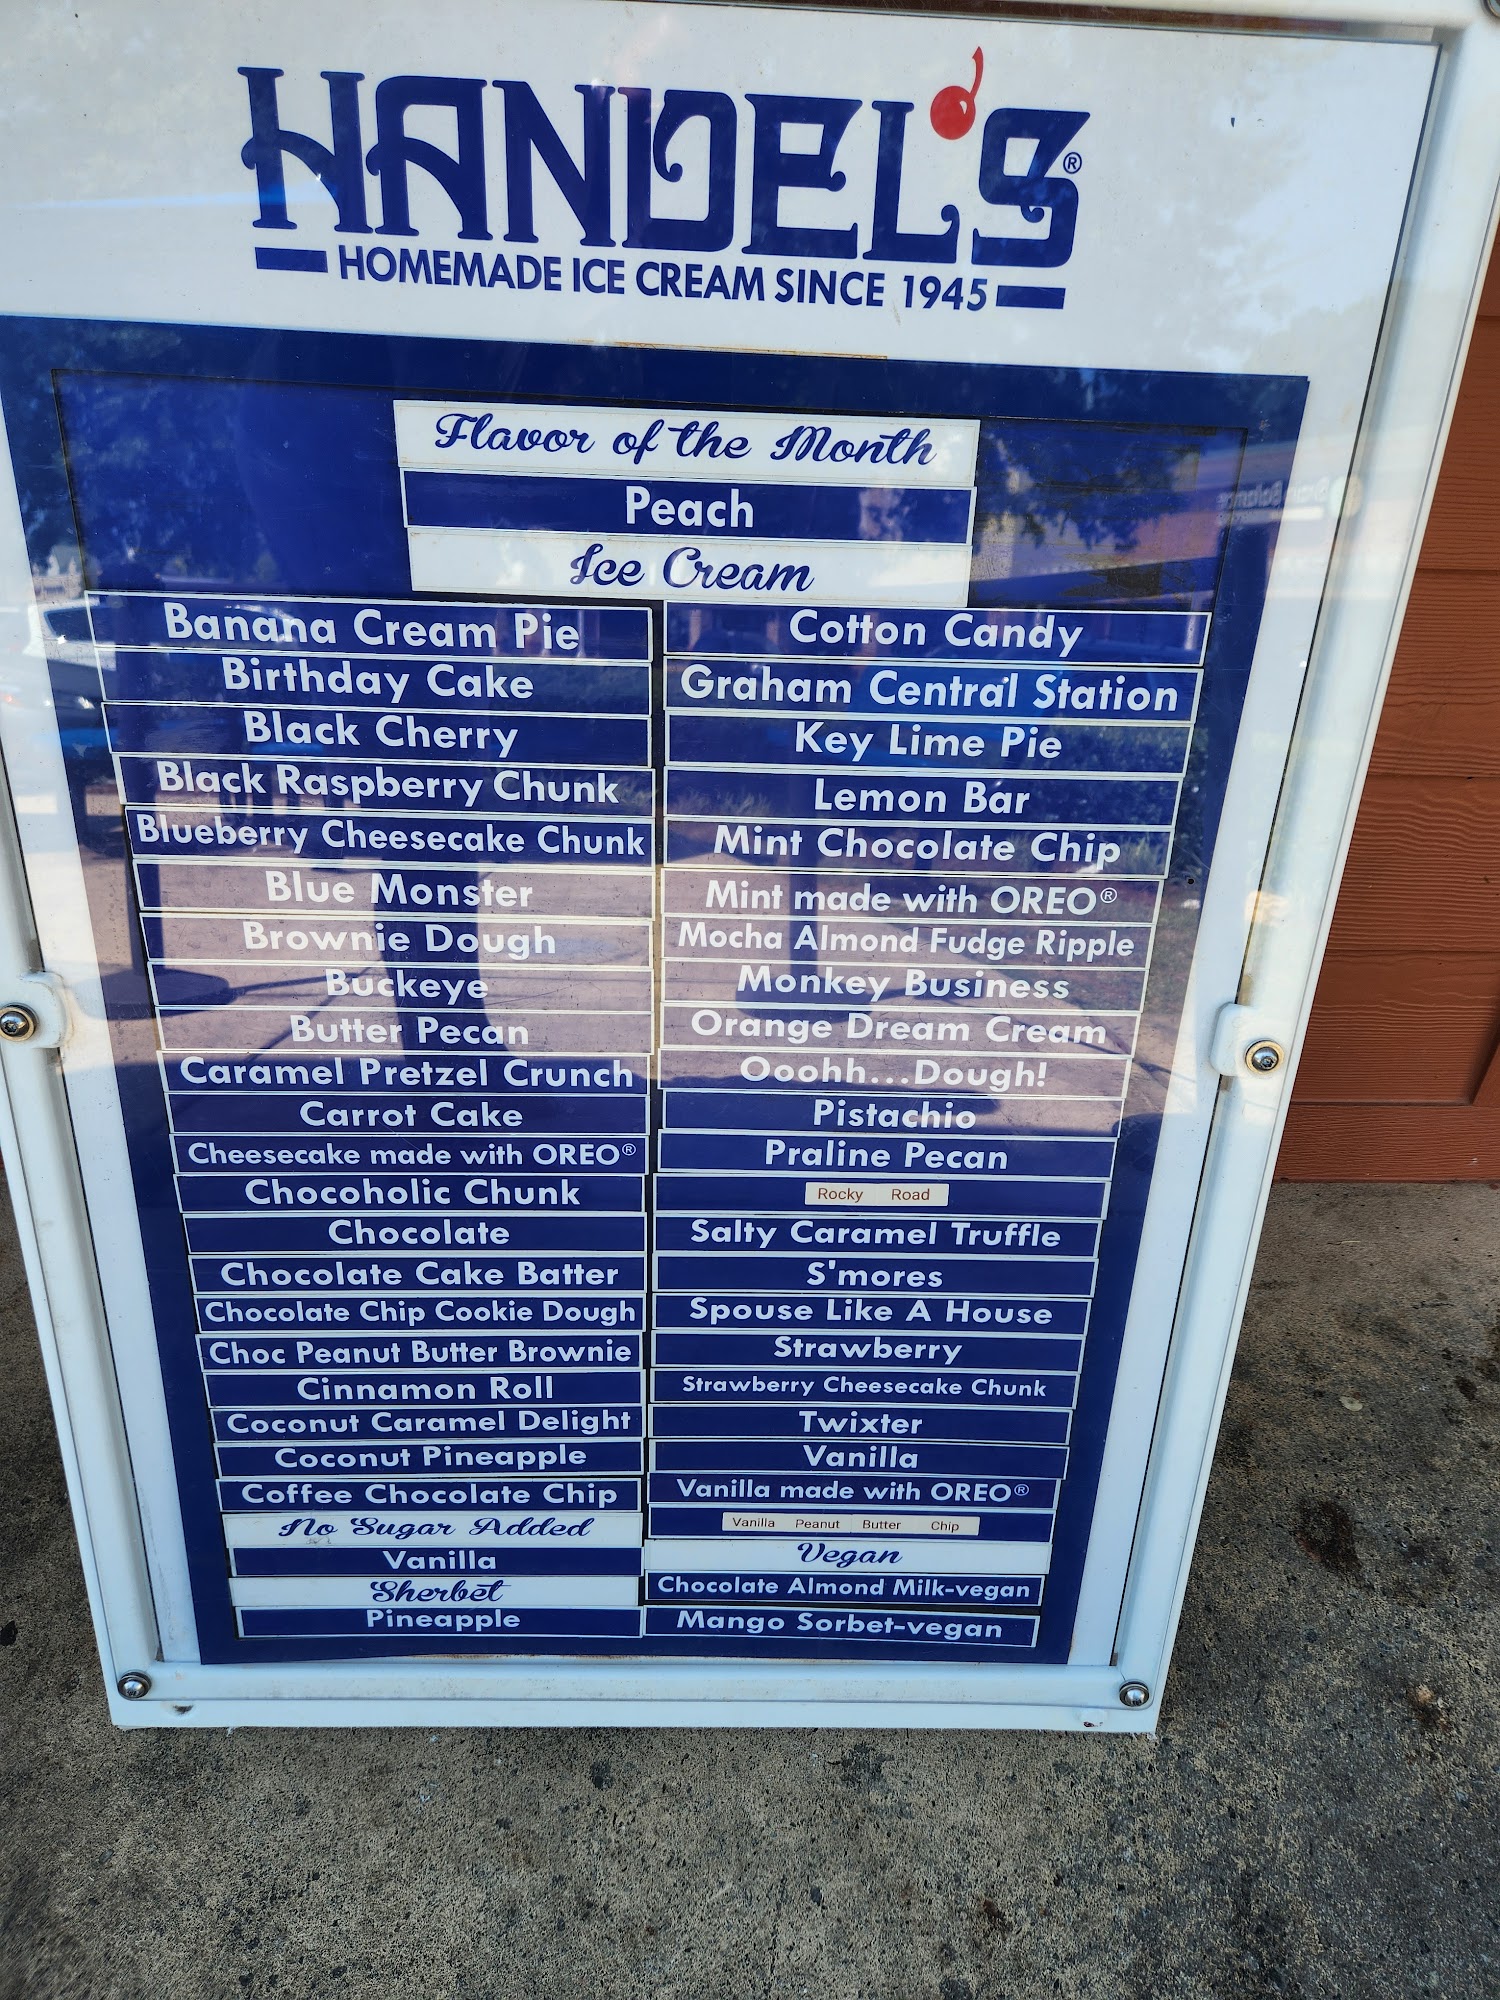 HANDEL'S®
HOMEMADE ICE CREAM SINCE 1945
Flavor of the Month
Peach
Ice Cream
Banana Cream Pie
Birthday Cake
Black Cherry
Black Raspberry Chunk
Blueberry Cheesecake Chunk
Blue Monster
Brownie Dough
Buckeye
Butter Pecan
Caramel Pretzel Crunch
Carrot Cake
Cheesecake made with OREO®
Chocoholic Chunk
Chocolate
Chocolate Cake Batter
Chocolate Chip Cookie Dough
Choc Peanut Butter Brownie
Cinnamon Roll
Coconut Caramel Delight
Coconut Pineapple
Coffee Chocolate Chip
No Sugar Added
Vanilla
Sherbet
Pineapple
Cotton Candy
Graham Central Station
Key Lime Pie
Lemon Bar
Mint Chocolate Chip
Mint made with OREO®
Mocha Almond Fudge Ripple
Monkey Business
Orange Dream Cream
Ooohh...Dough!
Pistachio
Praline Pecan
Rocky Road
Salty Caramel Truffle
S'mores
Spouse Like A House
Strawberry
Strawberry Cheesecake Chunk
Twixter
Vanilla
Vanilla made with OREO®
Vanilla Peanut Butter Chip
Vegan
Chocolate Almond Milk-vegan
Mango Sorbet-vegan